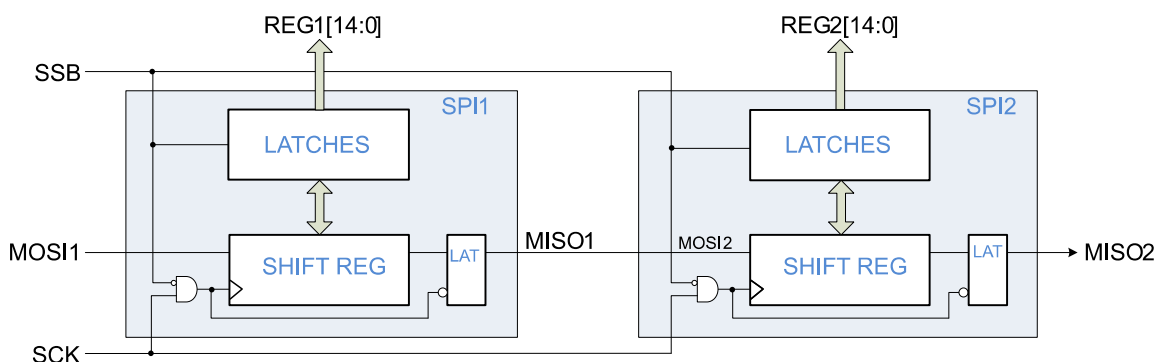 REG1[14:0]
REG2[14:0]
SSB
SPI1
SPI2
LATCHES
LATCHES
MOSI1
SHIFT REG
LAT
MISO1
MOSI2
SHIFT REG
LAT
MISO2
SCK